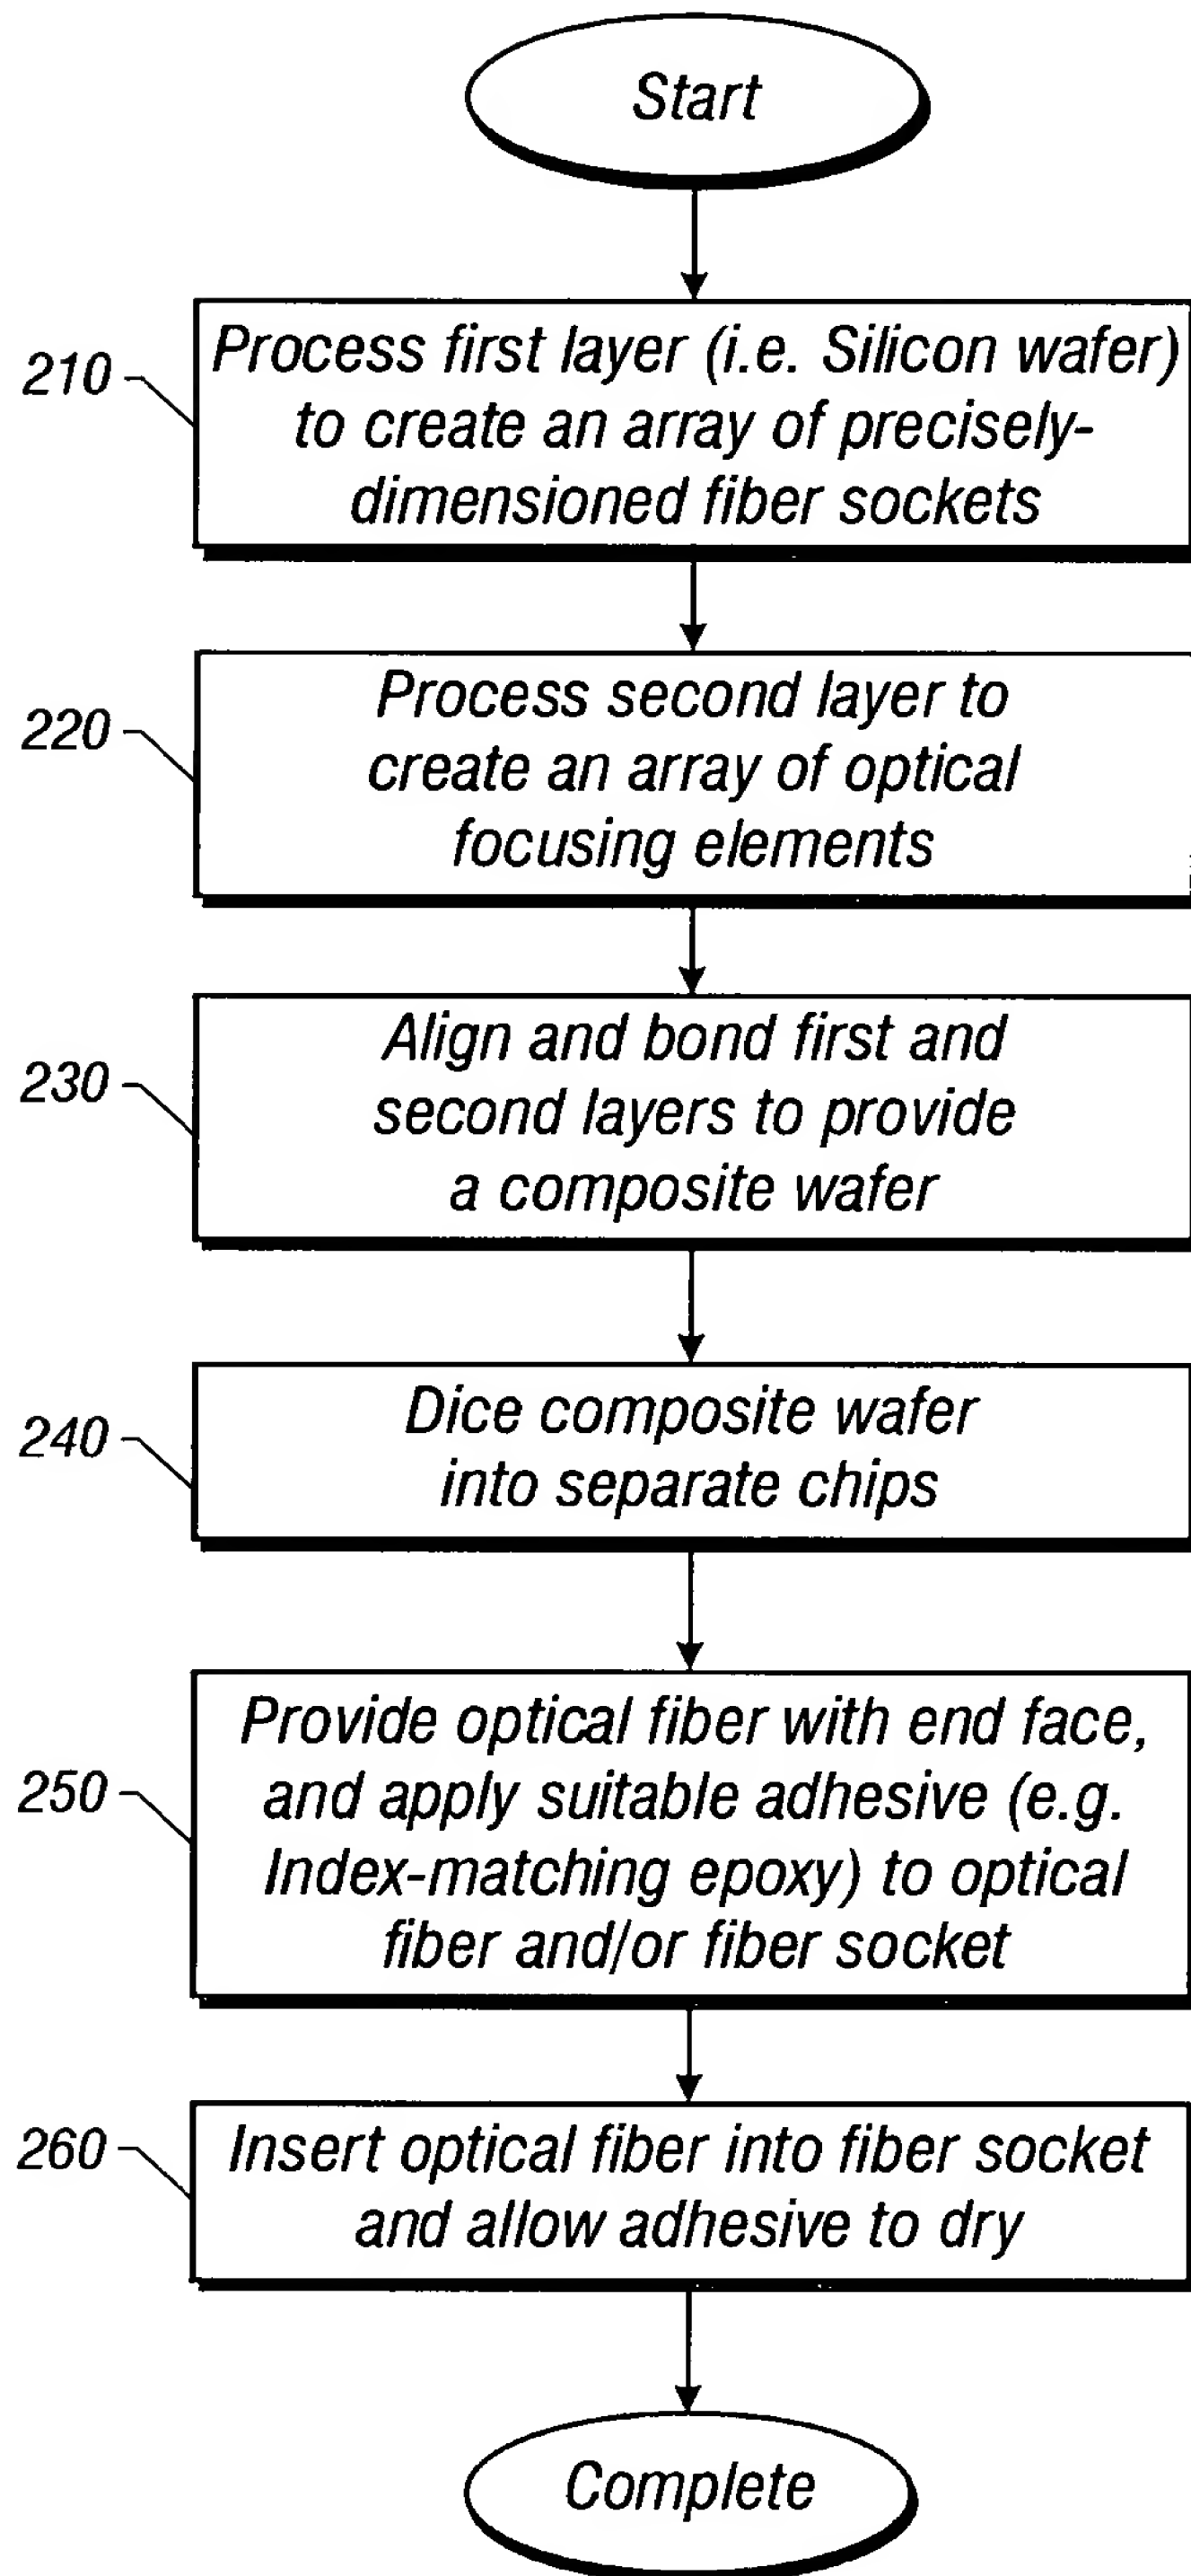 Start
210
Process first layer (i.e. Silicon wafer)
to create an array of precisely-
dimensioned fiber sockets
220
Process second layer to
create an array of optical
focusing elements
230
Align and bond first and
second layers to provide
a composite wafer
240
Dice composite wafer
into separate chips
250
Provide optical fiber with end face,
and apply suitable adhesive (e.g.
Index-matching epoxy) to optical
fiber and/or fiber socket
260
Insert optical fiber into fiber socket
and allow adhesive to dry
Complete